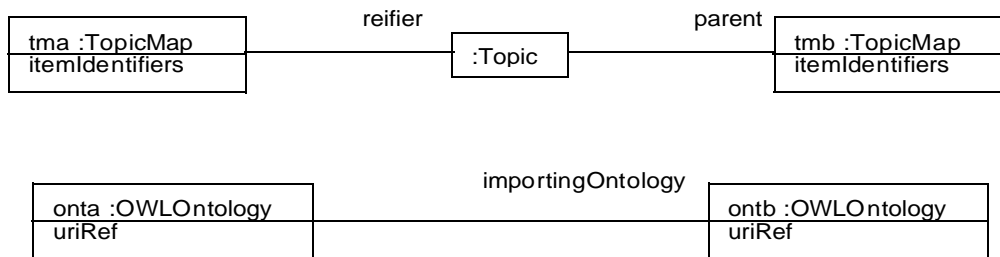 reifier parent
tma :TopicMap
itemIdentifiers
:Topic
tmb :TopicMap
itemIdentifiers
importingOntology
onta :OWLOntology
uriRef
ontb :OWLOntology
uriRef